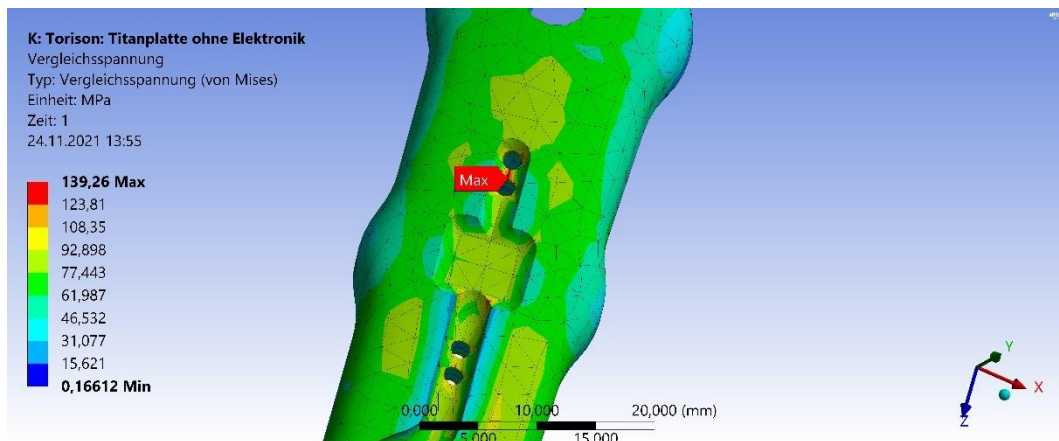 K: Torison: Titanplatte ohne Elektronik
Vergleichsspannung
Typ: Vergleichsspannung (von Mises)
Einheit: MPa
Zeit: 1
24.11.2021 13:55
139,26 Max
123,81
108,35
92,898
77,443
61,987
46,532
31,077
15,621
0,16612 Min
Max
0,000 10,000 20,000 (mm)
5,000 15,000
Y
X
Z